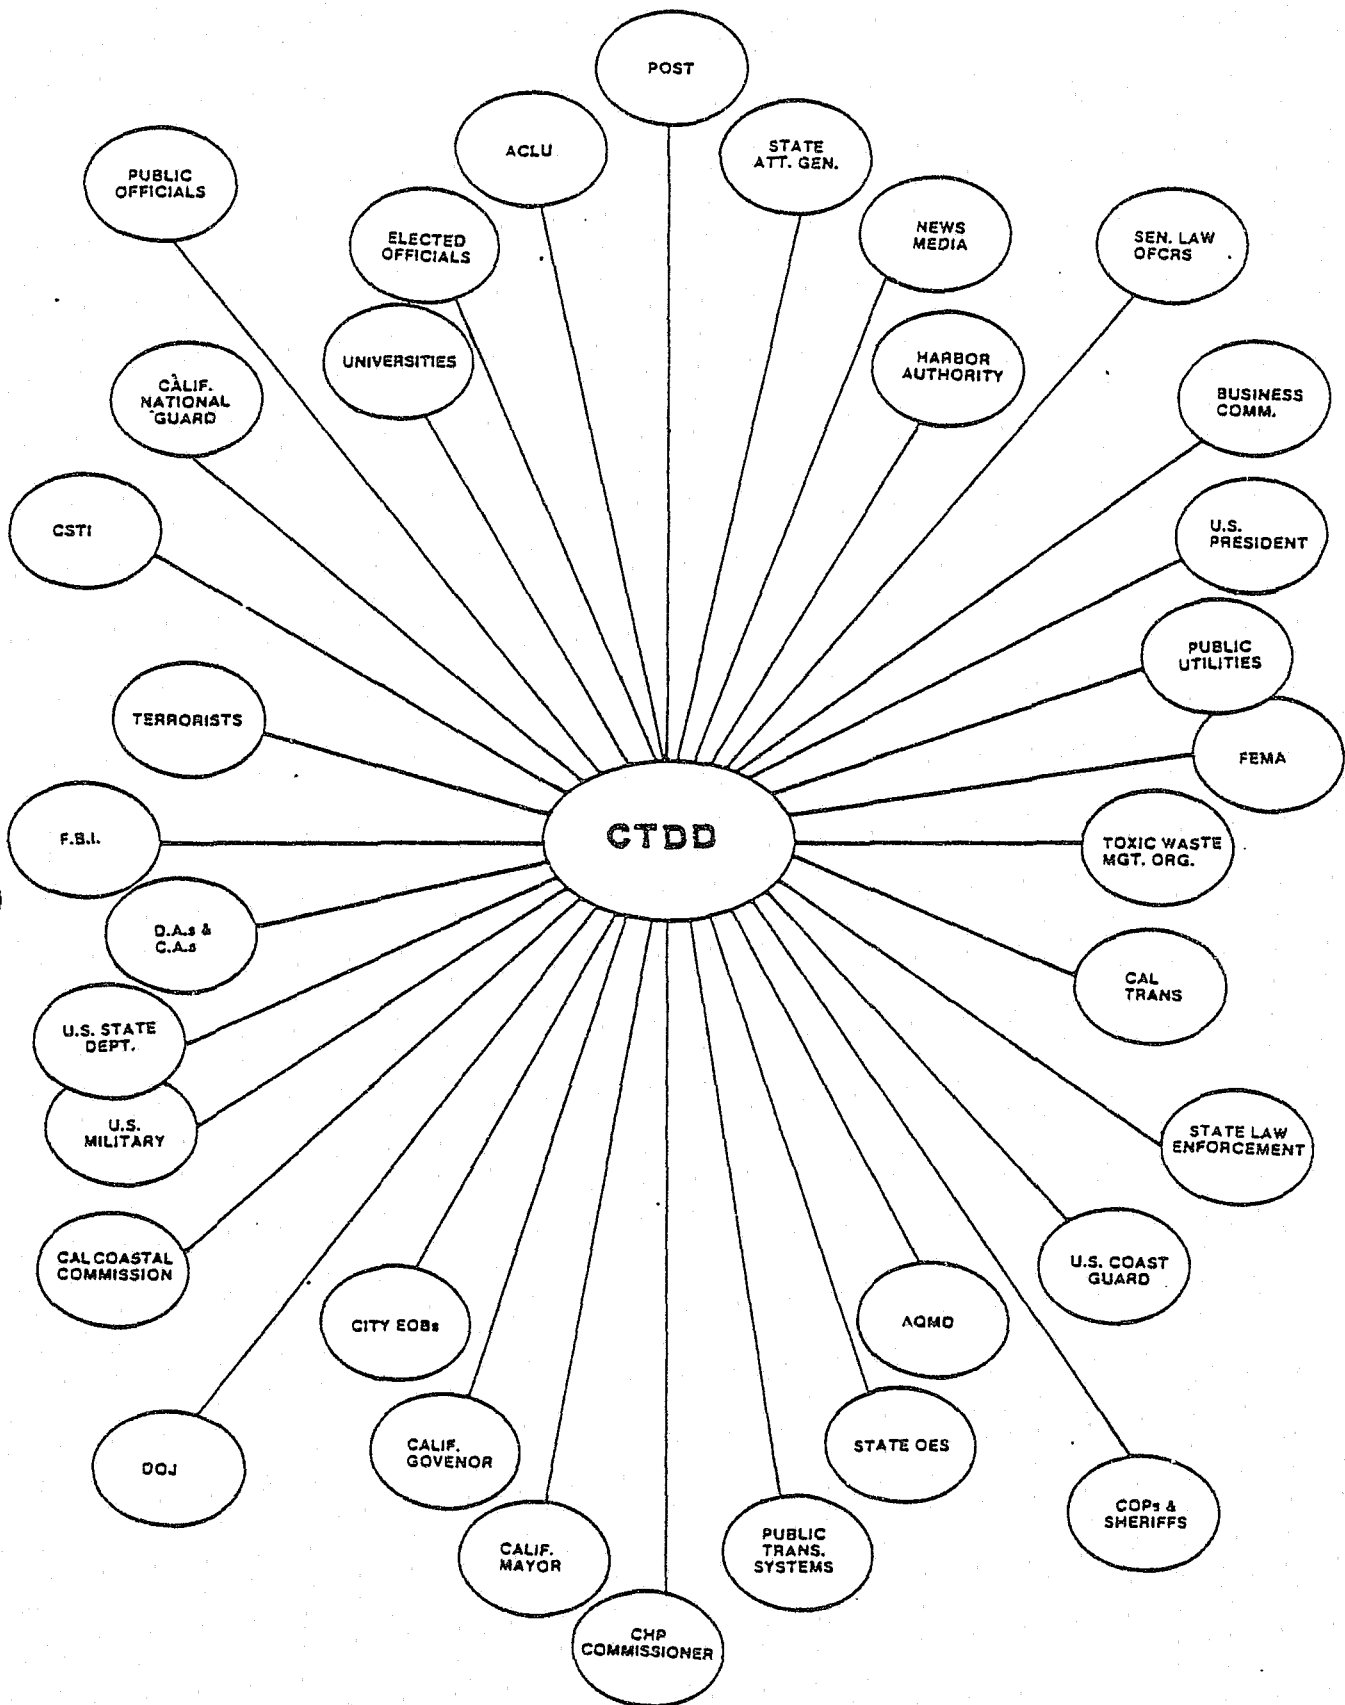 POST
ACLU
STATE
ATT. GEN.
PUBLIC
OFFICIALS
ELECTED
OFFICIALS
NEWS
MEDIA
SEN. LAW
OFCRS
UNIVERSITIES
HARBOR
AUTHORITY
CALIF.
NATIONAL
GUARD
BUSINESS
COMM.
CSTI
U.S.
PRESIDENT
PUBLIC
UTILITIES
TERRORISTS
FEMA
F.B.I.
CTDD
TOXIC WASTE
MGT. ORG.
D.A.s &
C.A.s
CAL
TRANS
U.S. STATE
DEPT.
U.S.
MILITARY
STATE LAW
ENFORCEMENT
CAL COASTAL
COMMISSION
U.S. COAST
GUARD
CITY EOBs
AQMD
DOJ
CALIF.
GOVENOR
STATE OES
COPs &
SHERIFFS
CALIF.
MAYOR
PUBLIC
TRANS.
SYSTEMS
CHP
COMMISSIONER